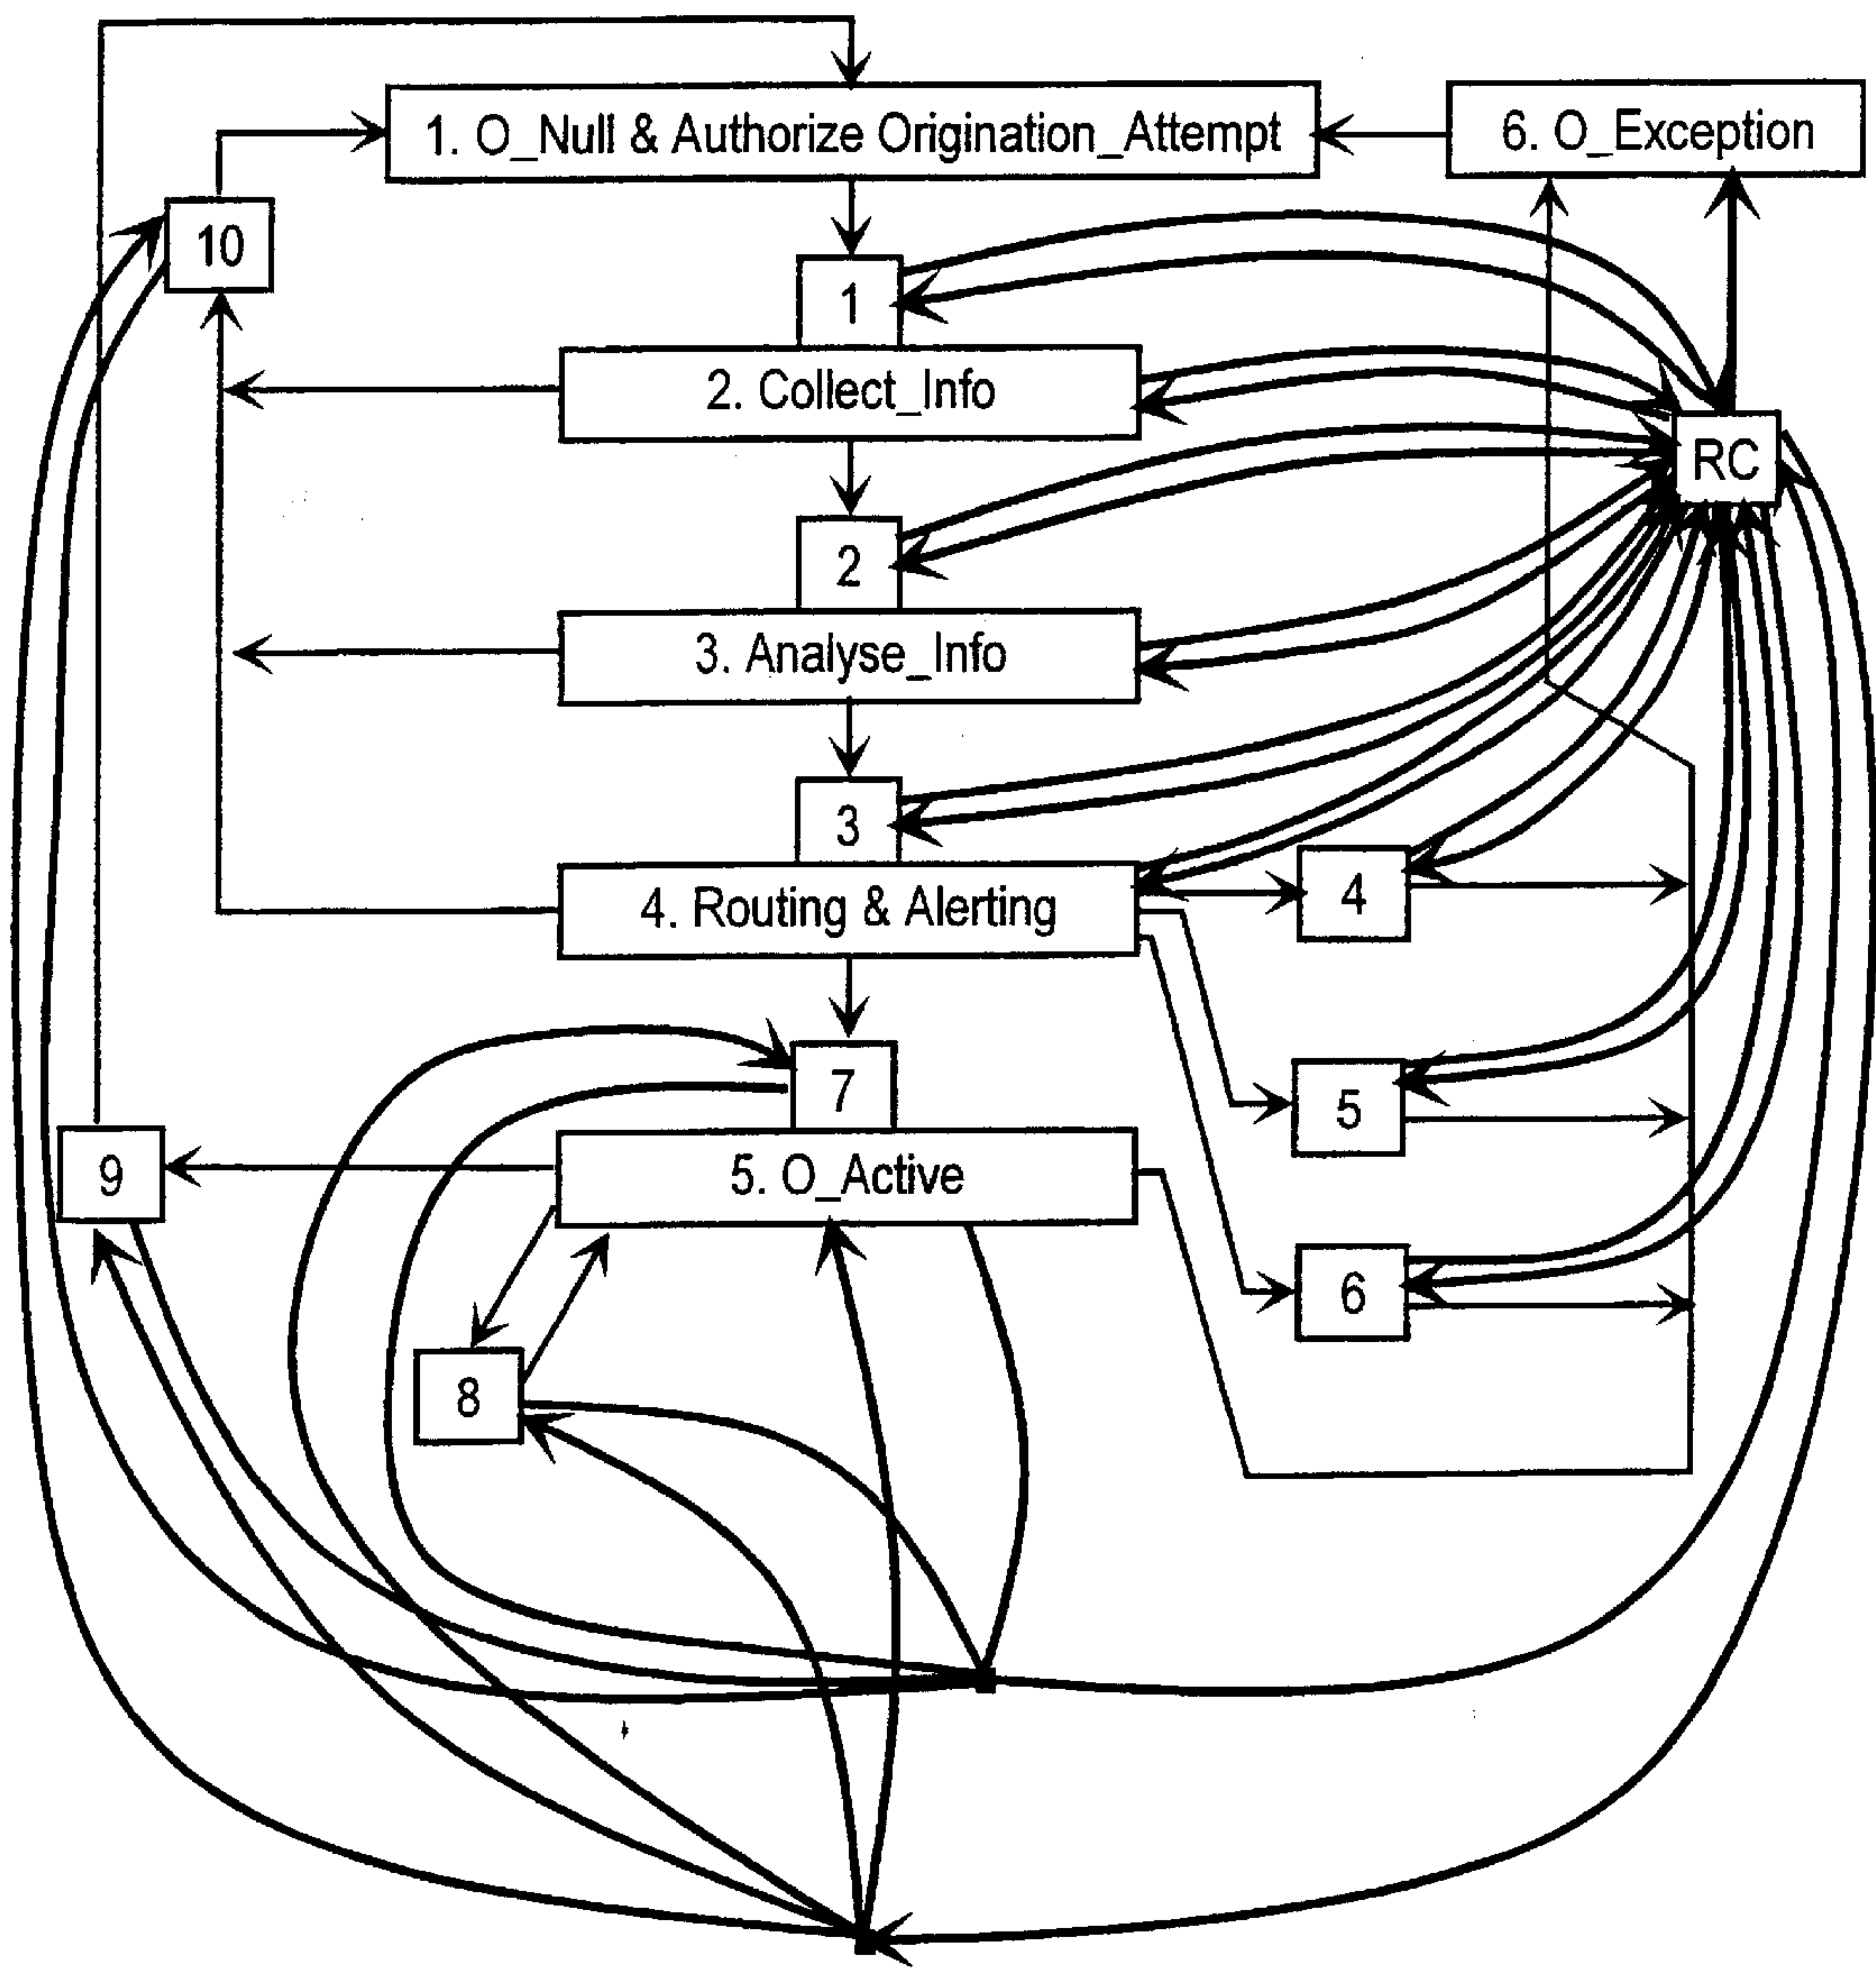 1. O_Null & Authorize Origination_Attempt
6. O_Exception
10
1
2. Collect_Info
RC
2
3. Analyse_Info
3
4. Routing & Alerting
4
7
5
9
5. O_Active
6
8